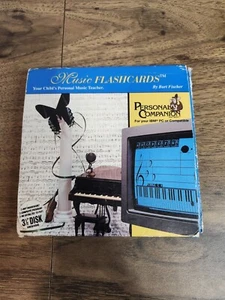 Music FLASHCARDS™
Your Child's Personal Music Teacher.
By Burt Fischer
PERSONAL
COMPANION
For your IBM® PC or Compatible
3½ DISK